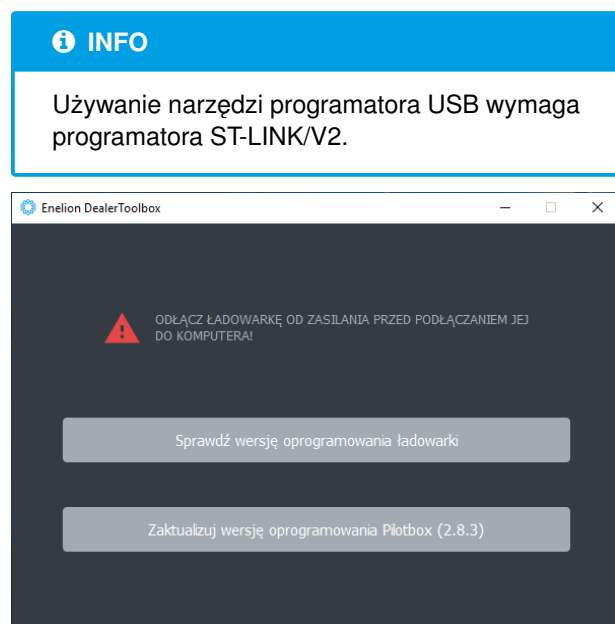 INFO
Używanie narzędzi programatora USB wymaga
programatora ST-LINK/V2.
Enelion DealerToolbox
ODŁĄCZ ŁADOWARKĘ OD ZASILANIA PRZED PODŁĄCZANIEM JEJ
DO KOMPUTERA!
Sprawdź wersję oprogramowania ładowarki
Zaktualizuj wersję oprogramowania Pilotbox (2.8.3)